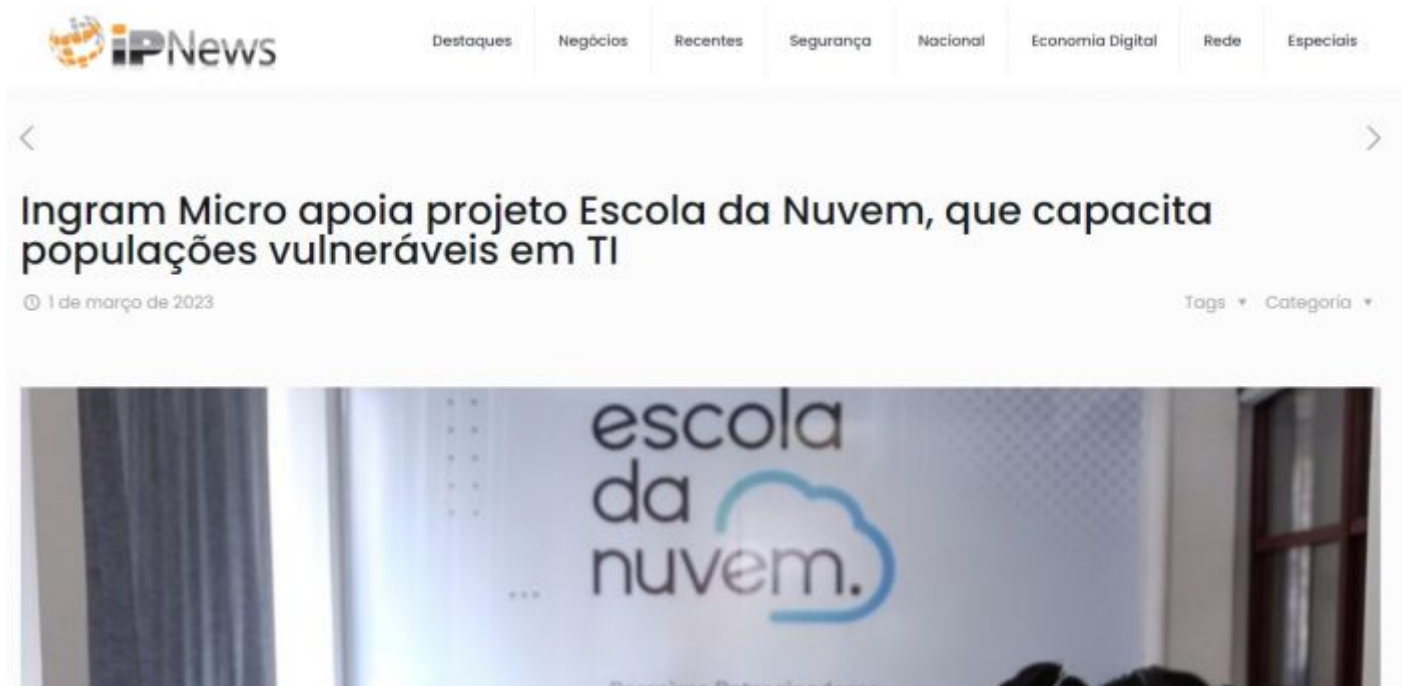 iPNews
Destaques Negócios Recentes Segurança Nacional Economia Digital Rede Especiais
Ingram Micro apoia projeto Escola da Nuvem, que capacita
populações vulneráveis em TI
1 de março de 2023
Tags Categoria
escola
da
nuvem.